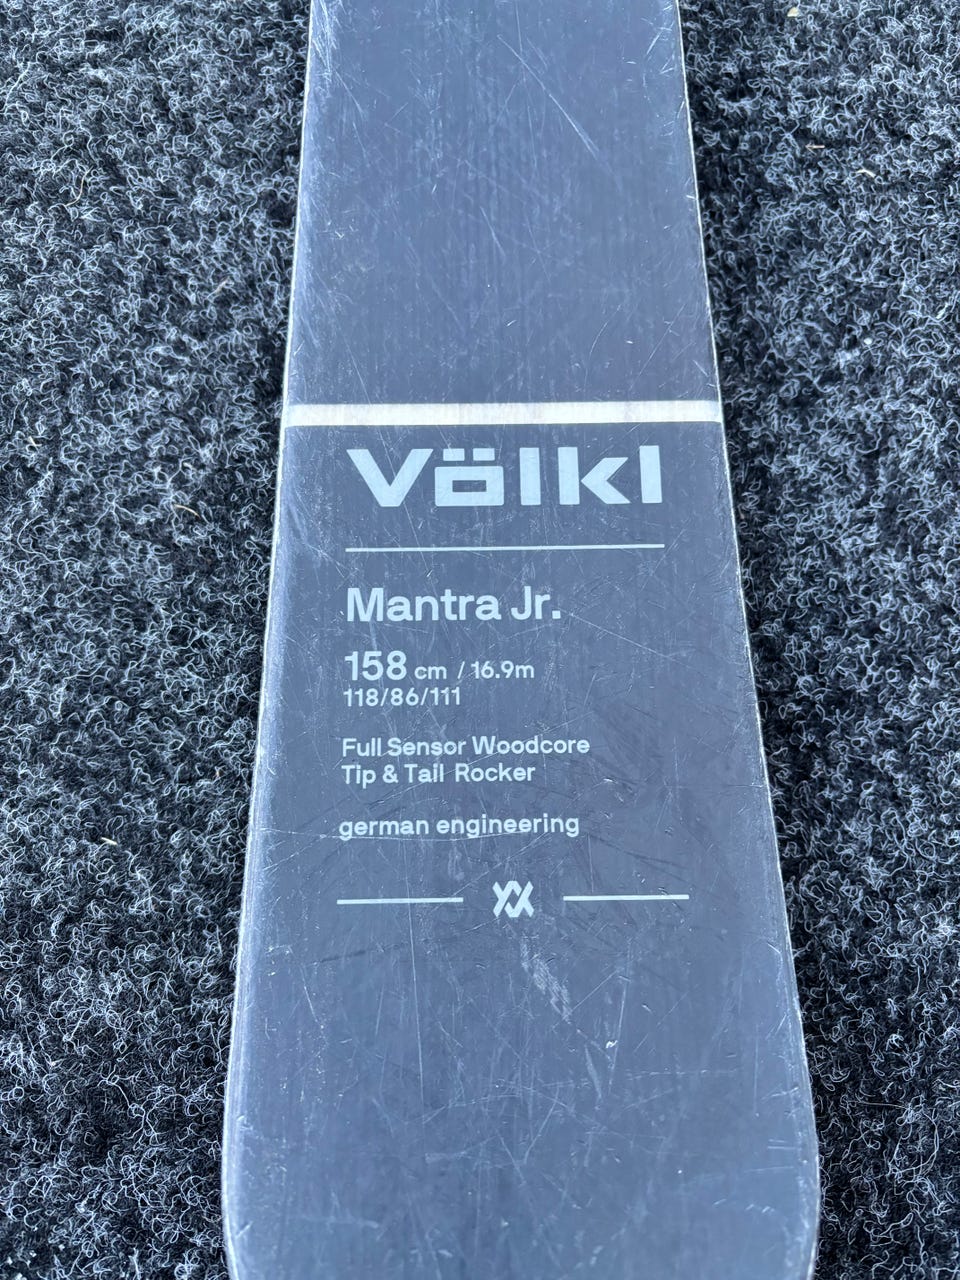 Völkl
Mantra Jr.
158 cm / 16.9m
118/86/111
Full Sensor Woodcore
Tip & Tail Rocker
german engineering